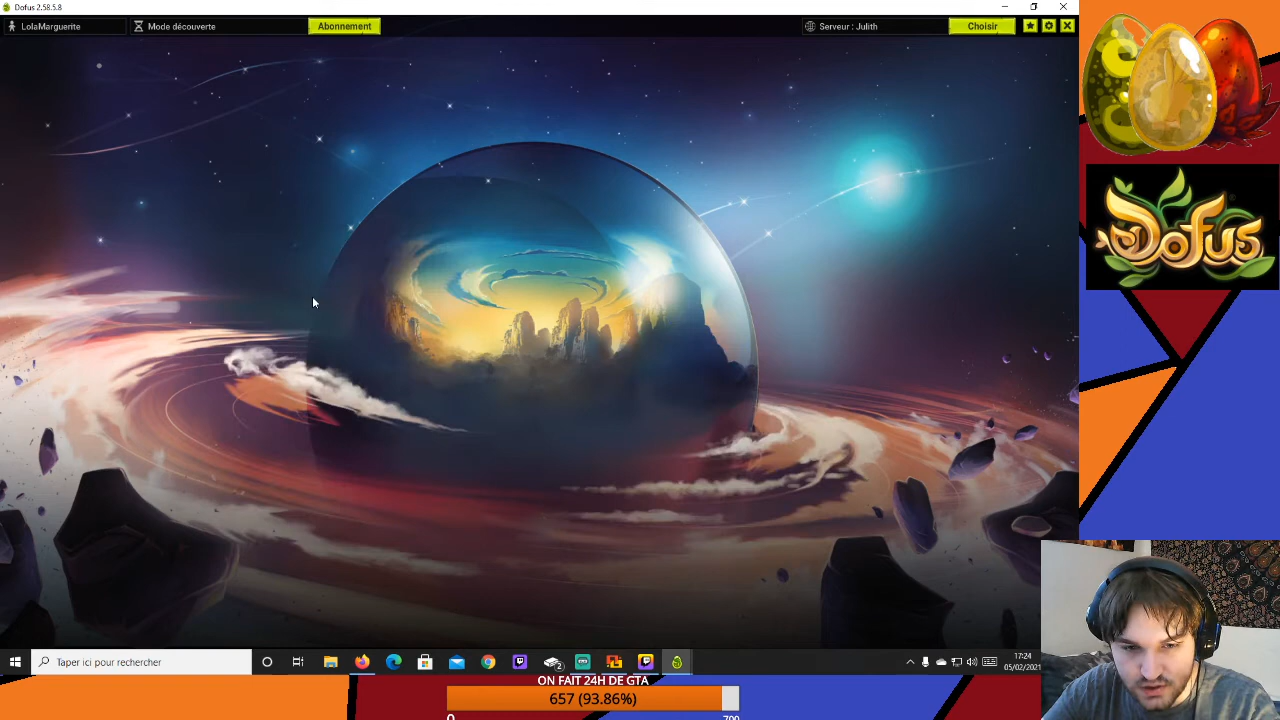 Dofus 2.58.5.8
LolaMarguerite
Mode découverte
Abonnement
Serveur : Julith
Choisir
DOFUS
Taper ici pour rechercher
2
17:24
05/02/2021
ON FAIT 24H DE GTA
657 (93.86%)
0
700